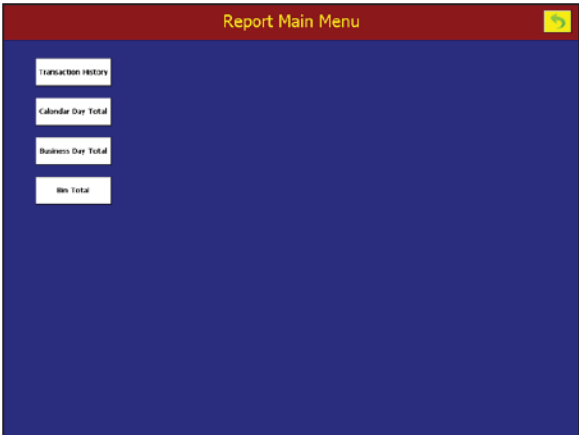 Report Main Menu
Transaction History
Calendar Day Total
Business Day Total
Bin Total